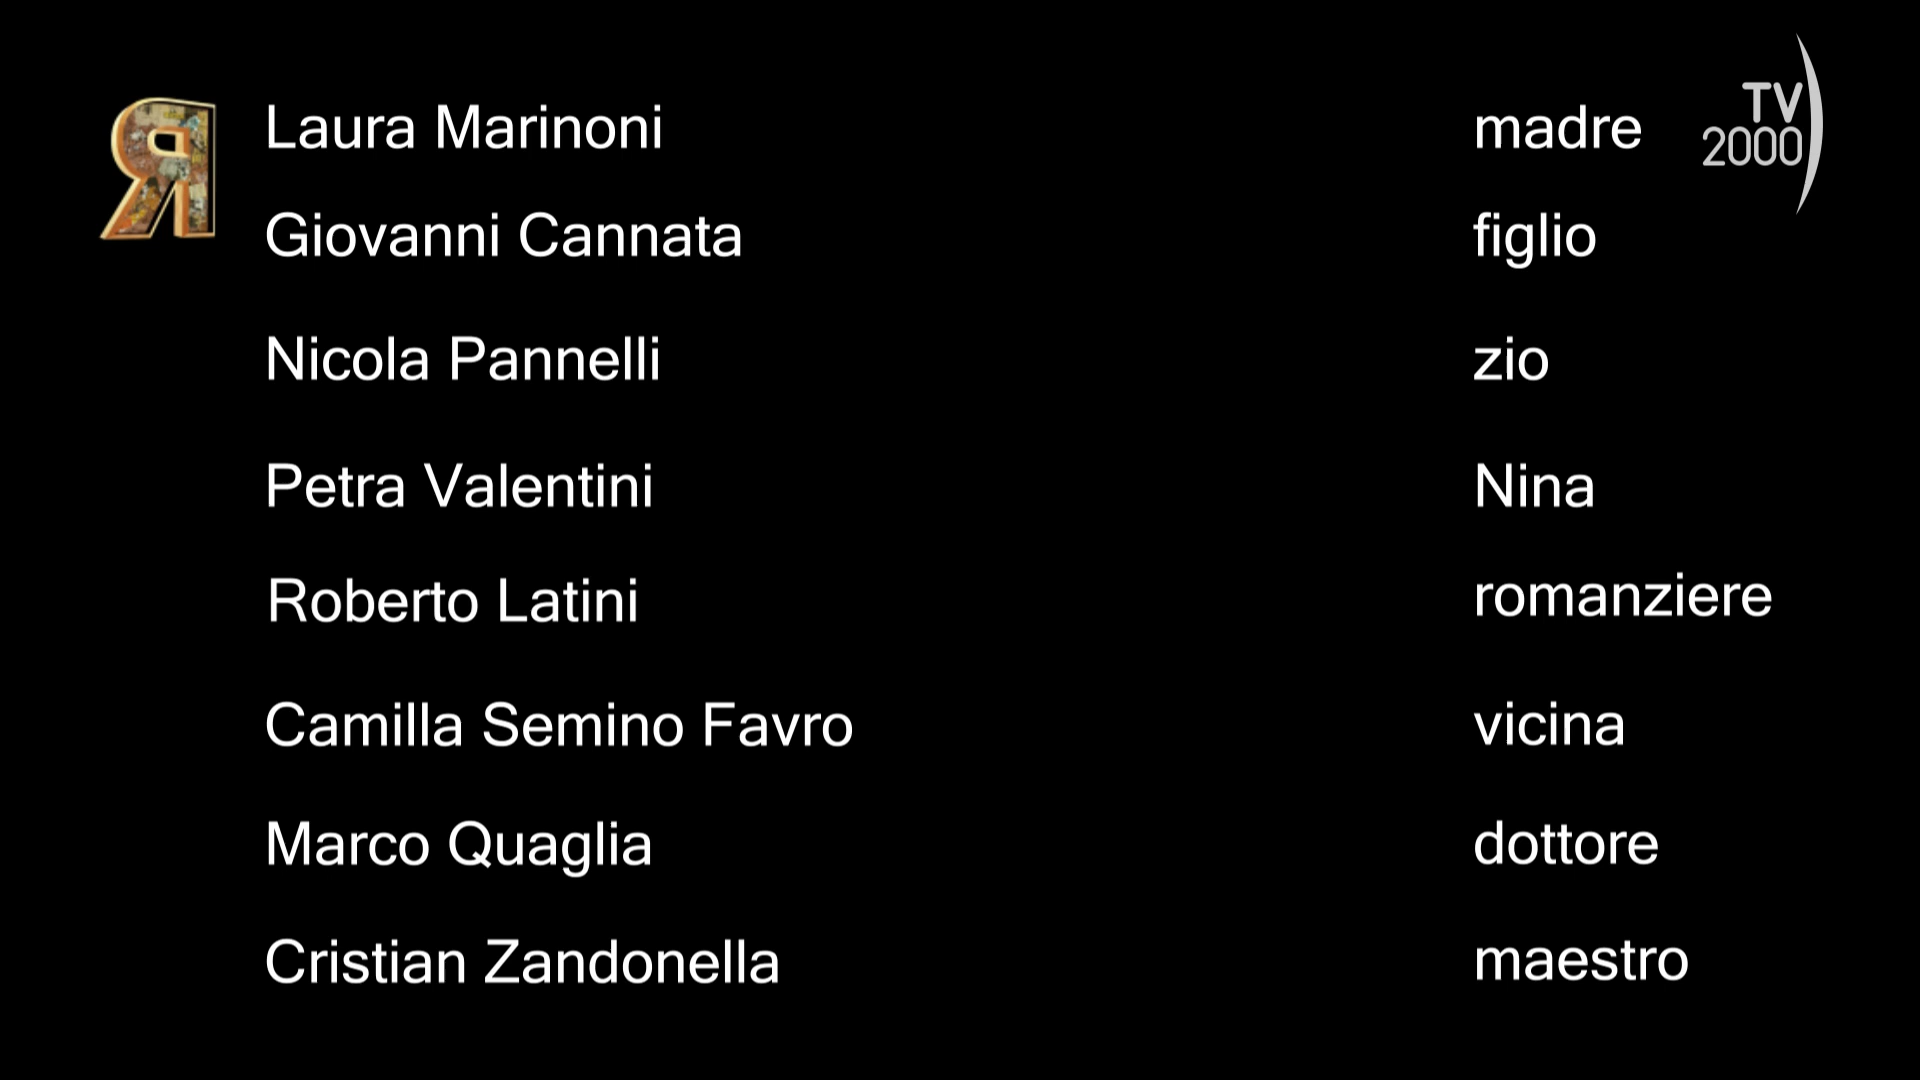 Laura Marinoni madre
Giovanni Cannata figlio
Nicola Pannelli zio
Petra Valentini Nina
Roberto Latini romanziere
Camilla Semino Favro vicina
Marco Quaglia dottore
Cristian Zandonella maestro
TV
2000
Я